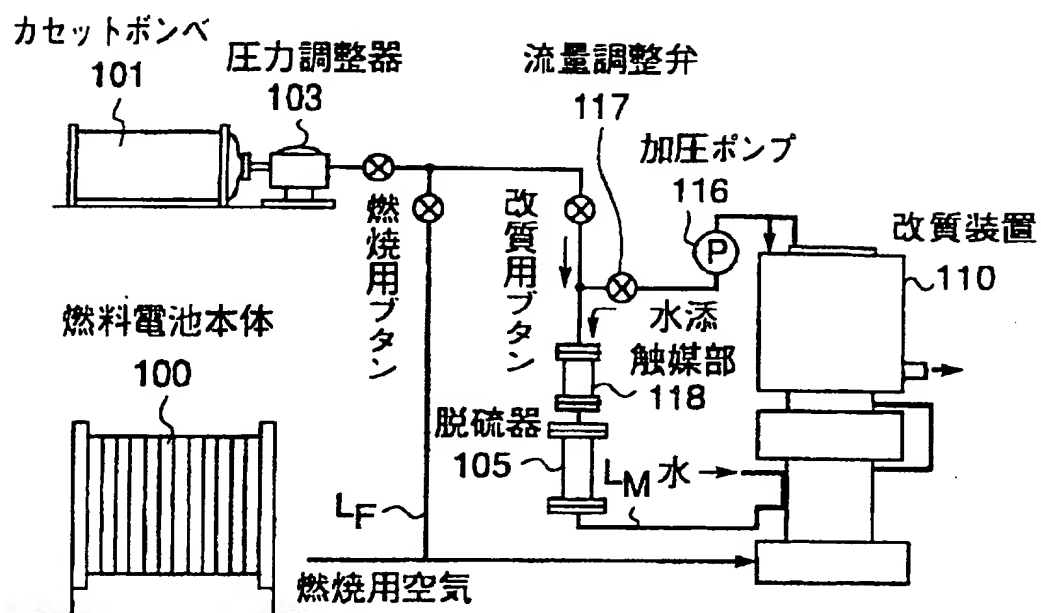 カセットボンベ
101
圧力調整器
103
流量調整弁
117
加圧ポンプ
116
P
改質装置
110
燃焼用ブタン
改質用ブタン
水添
触媒部
118
燃料電池本体
100
脱硫器
105
LF
LM
水
燃焼用空気